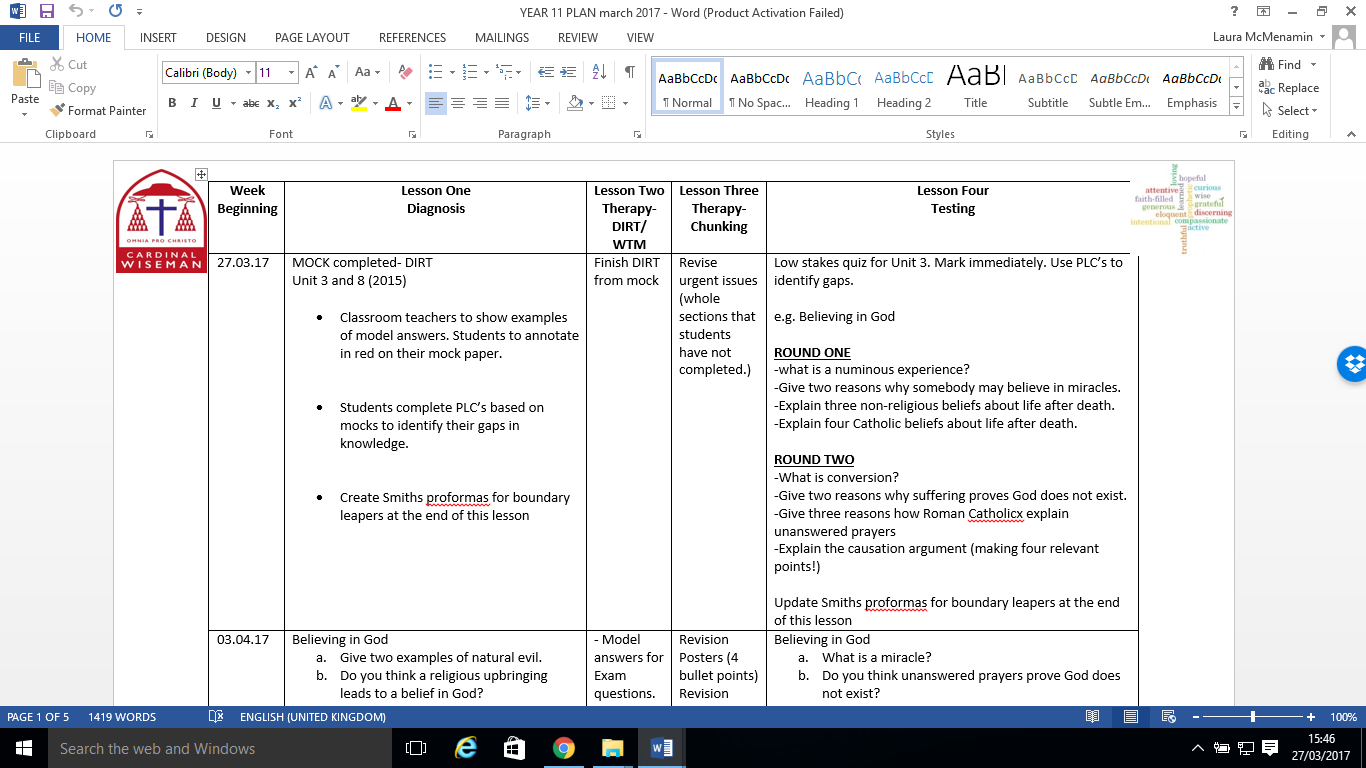 YEAR 11 PLAN march 2017 - Word (Product Activation Failed)
FILE HOME INSERT DESIGN PAGE LAYOUT REFERENCES MAILINGS REVIEW VIEW Laura McMenamin
Paste
Cut
Copy
Format Painter
Clipboard
Calibri (Body) 11
Font
Paragraph
AaBbCcDc AaBbCcDc AaBbCc AaBbCcD AaBl AaBbCcD AaBbCcDc AaBbCcDc
¶ Normal ¶ No Spac... Heading 1 Heading 2 Title Subtitle Subtle Em... Emphasis
Styles
Find
Replace
Select
Editing
OMNIA PRO CHRISTO
CARDINAL
WISEMAN
Week
Beginning
Lesson One
Diagnosis
Lesson Two
Therapy-
DIRT/
WTM
Lesson Three
Therapy-
Chunking
Lesson Four
Testing
loving
hopeful
attentive
curious
learned
wise
faith-filled
grateful
generous
prophetic
eloquent
discerning
intentional
compassionate
active
truthful
27.03.17
MOCK completed- DIRT
Unit 3 and 8 (2015)
• Classroom teachers to show examples
of model answers. Students to annotate
in red on their mock paper.
• Students complete PLC’s based on
mocks to identify their gaps in
knowledge.
• Create Smiths proformas for boundary
leapers at the end of this lesson
Finish DIRT
from mock
Revise
urgent issues
(whole
sections that
students
have not
completed.)
Low stakes quiz for Unit 3. Mark immediately. Use PLC’s to
identify gaps.
e.g. Believing in God
ROUND ONE
-what is a numinous experience?
-Give two reasons why somebody may believe in miracles.
-Explain three non-religious beliefs about life after death.
-Explain four Catholic beliefs about life after death.
ROUND TWO
-What is conversion?
-Give two reasons why suffering proves God does not exist.
-Give three reasons how Roman Catholicx explain
unanswered prayers
-Explain the causation argument (making four relevant
points!)
Update Smiths proformas for boundary leapers at the end
of this lesson
03.04.17
Believing in God
a. Give two examples of natural evil.
b. Do you think a religious upbringing
leads to a belief in God?
- Model
answers for
Exam
questions.
Revision
Posters (4
bullet points)
Revision
Believing in God
a. What is a miracle?
b. Do you think unanswered prayers prove God does
not exist?
PAGE 1 OF 5 1419 WORDS ENGLISH (UNITED KINGDOM) 100%
Search the web and Windows
15:46
27/03/2017